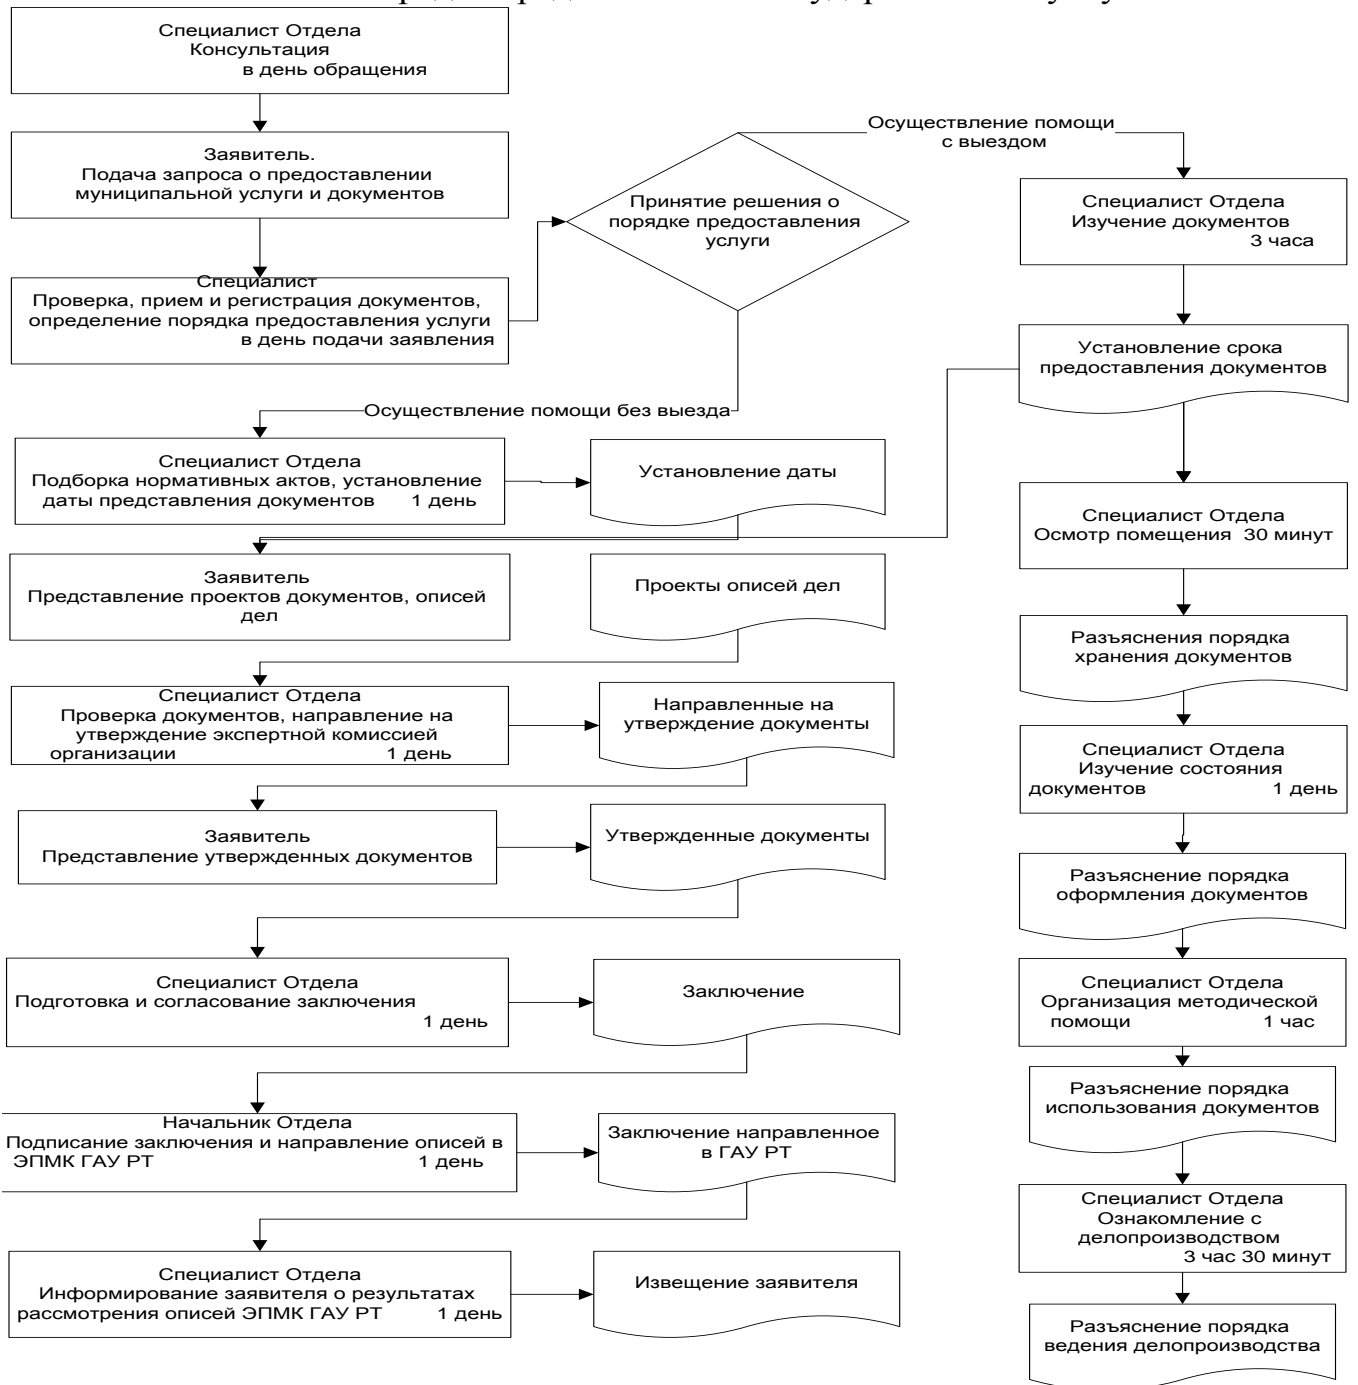 Специалист Отдела
Консультация
в день обращения
Заявитель.
Подача запроса о предоставлении
муниципальной услуги и документов
Специалист
Проверка, прием и регистрация документов,
определение порядка предоставления услуги
в день подачи заявления
Принятие решения о
порядке предоставления
услуги
Осуществление помощи
с выездом
Осуществление помощи без выезда
Специалист Отдела
Подборка нормативных актов, установление
даты представления документов 1 день
Установление даты
Заявитель
Представление проектов документов, описей
дел
Проекты описей дел
Специалист Отдела
Проверка документов, направление на
утверждение экспертной комиссией
организации 1 день
Направленные на
утверждение документы
Заявитель
Представление утвержденных документов
Утвержденные документы
Специалист Отдела
Подготовка и согласование заключения
1 день
Заключение
Начальник Отдела
Подписание заключения и направление описей в
ЭПМК ГАУ РТ 1 день
Заключение направленное
в ГАУ РТ
Специалист Отдела
Информирование заявителя о результатах
рассмотрения описей ЭПМК ГАУ РТ 1 день
Извещение заявителя
Специалист Отдела
Изучение документов
3 часа
Установление срока
предоставления документов
Специалист Отдела
Осмотр помещения 30 минут
Разъяснения порядка
хранения документов
Специалист Отдела
Изучение состояния
документов 1 день
Разъяснение порядка
оформления документов
Специалист Отдела
Организация методической
помощи 1 час
Разъяснение порядка
использования документов
Специалист Отдела
Ознакомление с
делопроизводством
3 час 30 минут
Разъяснение порядка
ведения делопроизводства